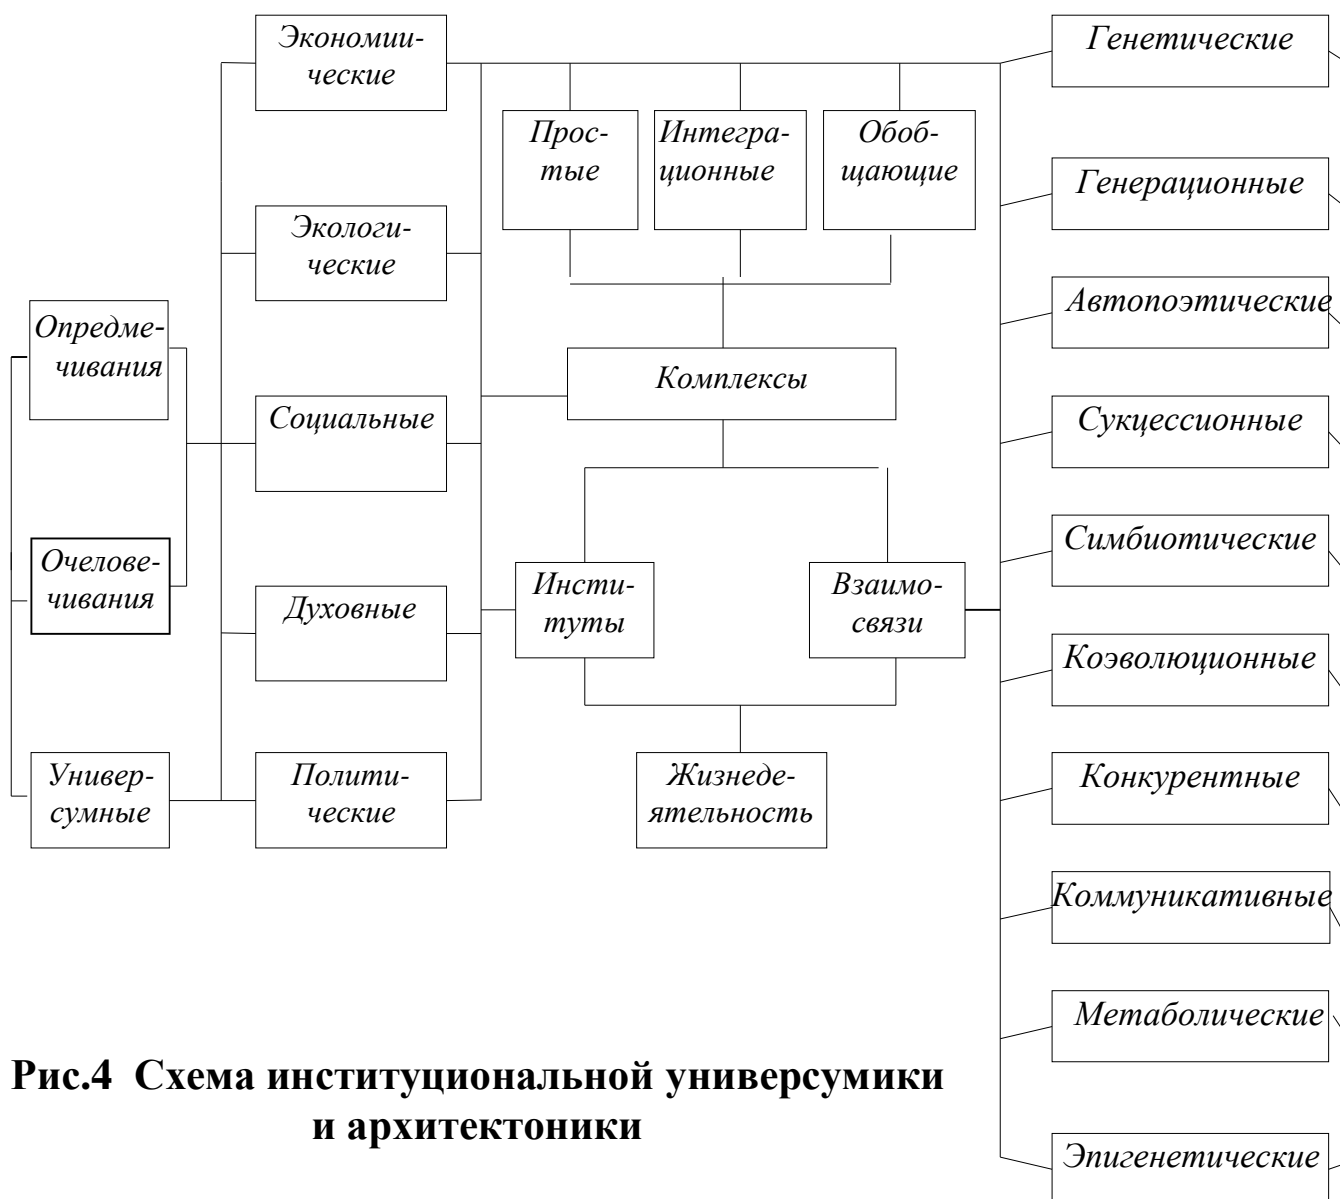 Экономии-
ческие
Экологи-
ческие
Социальные
Духовные
Полити-
ческие
Опредме-
чивания
Очелове-
чивания
Универ-
сумные
Прос-
тые
Интегра-
ционные
Обоб-
щающие
Комплексы
Инсти-
туты
Взаимо-
связи
Жизнеде-
ятельность
Генетические
Генерационные
Автопоэтические
Сукцессионные
Симбиотические
Коэволюционные
Конкурентные
Коммуникативные
Метаболические
Эпигенетические
Рис.4 Схема институциональной универсумики
и архитектоники